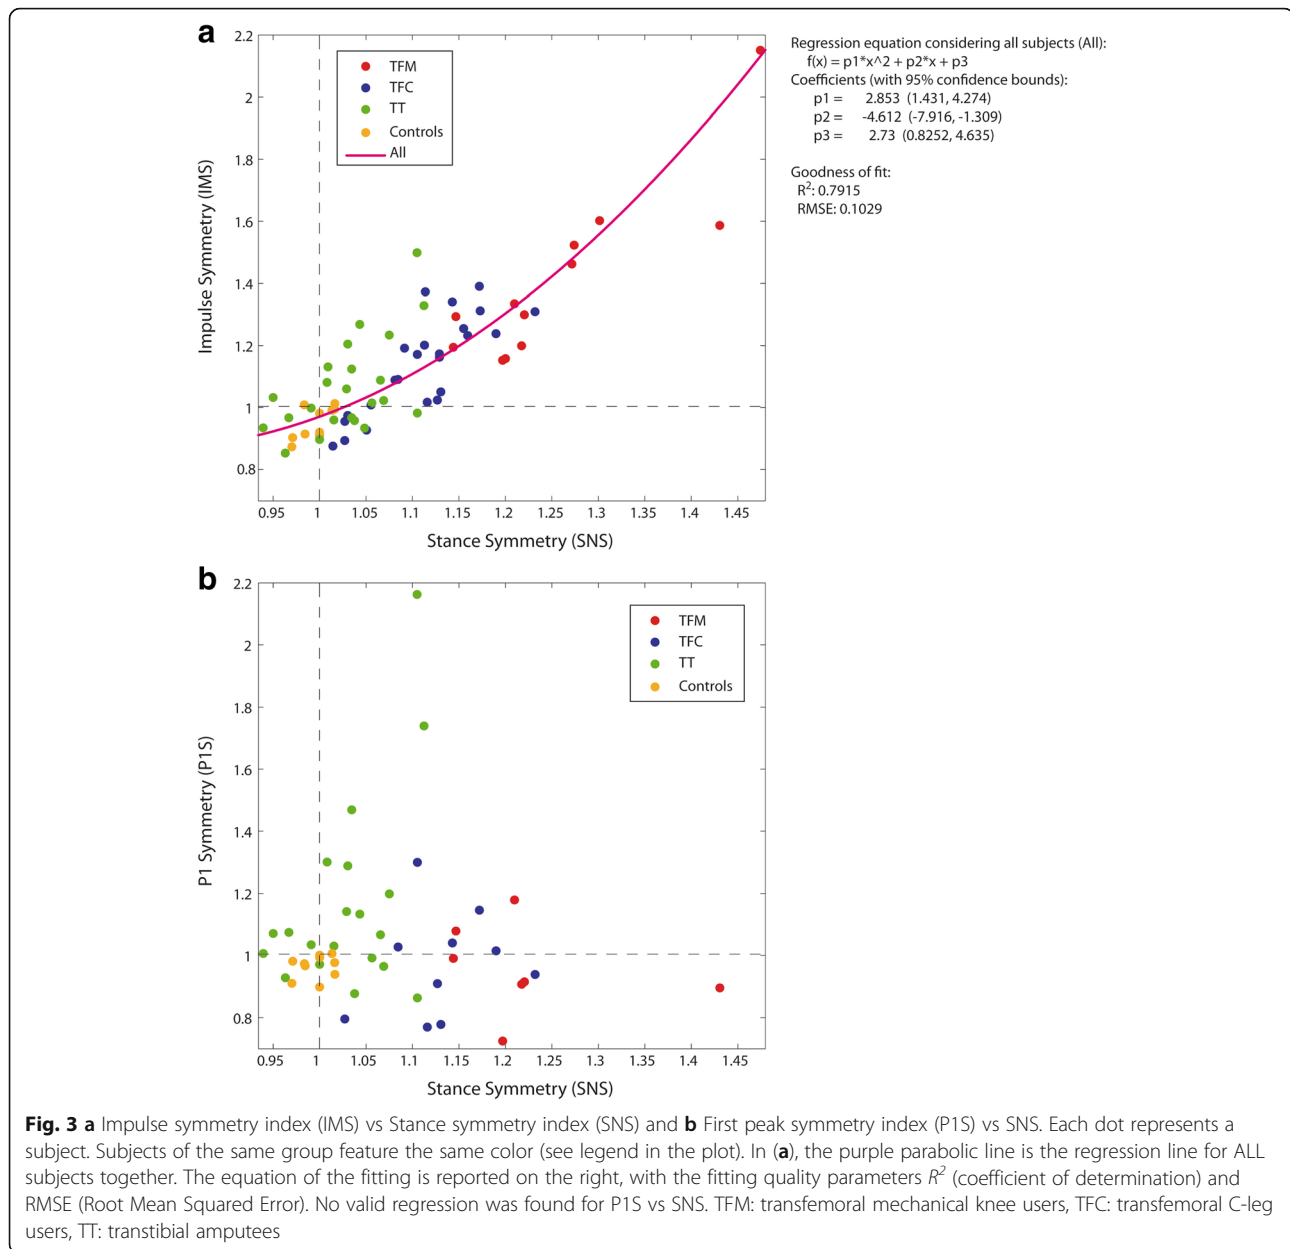 a
2.2
2
1.8
1.6
1.4
1.2
1
0.8
Impulse Symmetry (IMS)
TFM
TFC
TT
Controls
All
0.95 1 1.05 1.1 1.15 1.2 1.25 1.3 1.35 1.4 1.45
Stance Symmetry (SNS)
Regression equation considering all subjects (All):
f(x) = p1*x^2 + p2*x + p3
Coefficients (with 95% confidence bounds):
p1 = 2.853 (1.431, 4.274)
p2 = -4.612 (-7.916, -1.309)
p3 = 2.73 (0.8252, 4.635)
Goodness of fit:
R²: 0.7915
RMSE: 0.1029
b
2.2
2
1.8
1.6
1.4
1.2
1
0.8
P1 Symmetry (P1S)
TFM
TFC
TT
Controls
0.95 1 1.05 1.1 1.15 1.2 1.25 1.3 1.35 1.4 1.45
Stance Symmetry (SNS)
Fig. 3 a Impulse symmetry index (IMS) vs Stance symmetry index (SNS) and b First peak symmetry index (P1S) vs SNS. Each dot represents a
subject. Subjects of the same group feature the same color (see legend in the plot). In (a), the purple parabolic line is the regression line for ALL
subjects together. The equation of the fitting is reported on the right, with the fitting quality parameters R² (coefficient of determination) and
RMSE (Root Mean Squared Error). No valid regression was found for P1S vs SNS. TFM: transfemoral mechanical knee users, TFC: transfemoral C-leg
users, TT: transtibial amputees